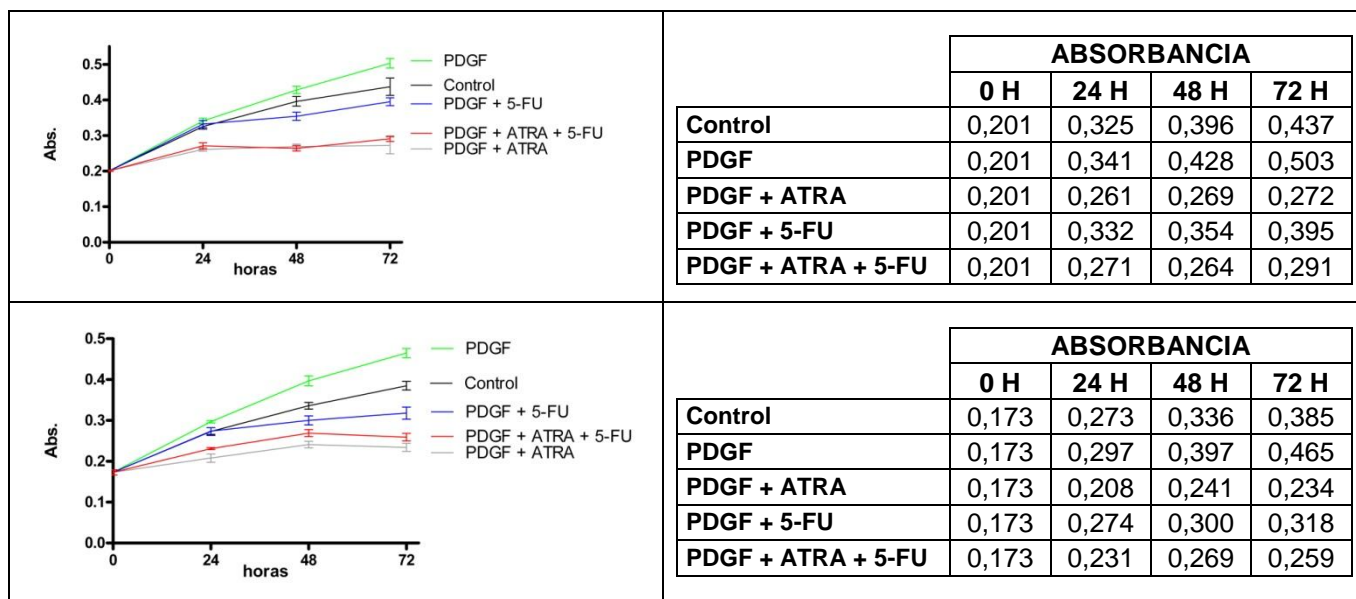 0.5
0.4
0.3
0.2
0.1
0.0
Abs.
0
24
48
72
horas
PDGF
Control
PDGF + 5-FU
PDGF + ATRA + 5-FU
PDGF + ATRA
ABSORBANCIA
0 H 24 H 48 H 72 H
Control 0,201 0,325 0,396 0,437
PDGF 0,201 0,341 0,428 0,503
PDGF + ATRA 0,201 0,261 0,269 0,272
PDGF + 5-FU 0,201 0,332 0,354 0,395
PDGF + ATRA + 5-FU 0,201 0,271 0,264 0,291
0.5
0.4
0.3
0.2
0.1
0.0
Abs.
0
24
48
72
horas
PDGF
Control
PDGF + 5-FU
PDGF + ATRA + 5-FU
PDGF + ATRA
ABSORBANCIA
0 H 24 H 48 H 72 H
Control 0,173 0,273 0,336 0,385
PDGF 0,173 0,297 0,397 0,465
PDGF + ATRA 0,173 0,208 0,241 0,234
PDGF + 5-FU 0,173 0,274 0,300 0,318
PDGF + ATRA + 5-FU 0,173 0,231 0,269 0,259